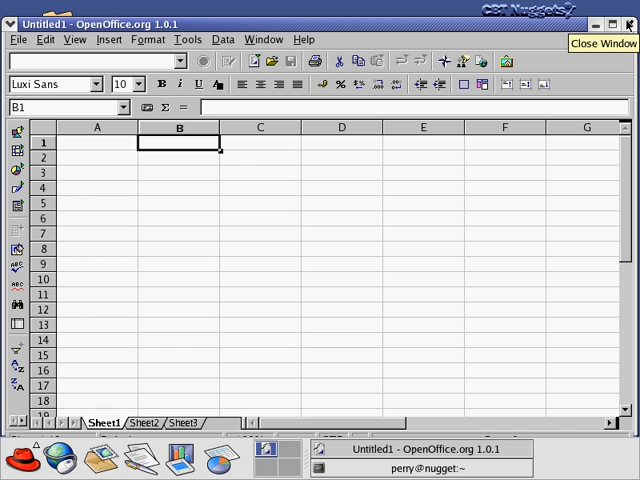 CBT Nuggets
Untitled1 - OpenOffice.org 1.0.1
File Edit View Insert Format Tools Data Window Help
Close Window
Luxi Sans 10 B i U A
B1 Σ =
A B C D E F G
1
2
3
4
5
6
7
8
9
10
11
12
13
14
15
16
17
18
19
Sheet1 Sheet2 Sheet3
Untitled1 - OpenOffice.org 1.0.1
perry@nugget:~